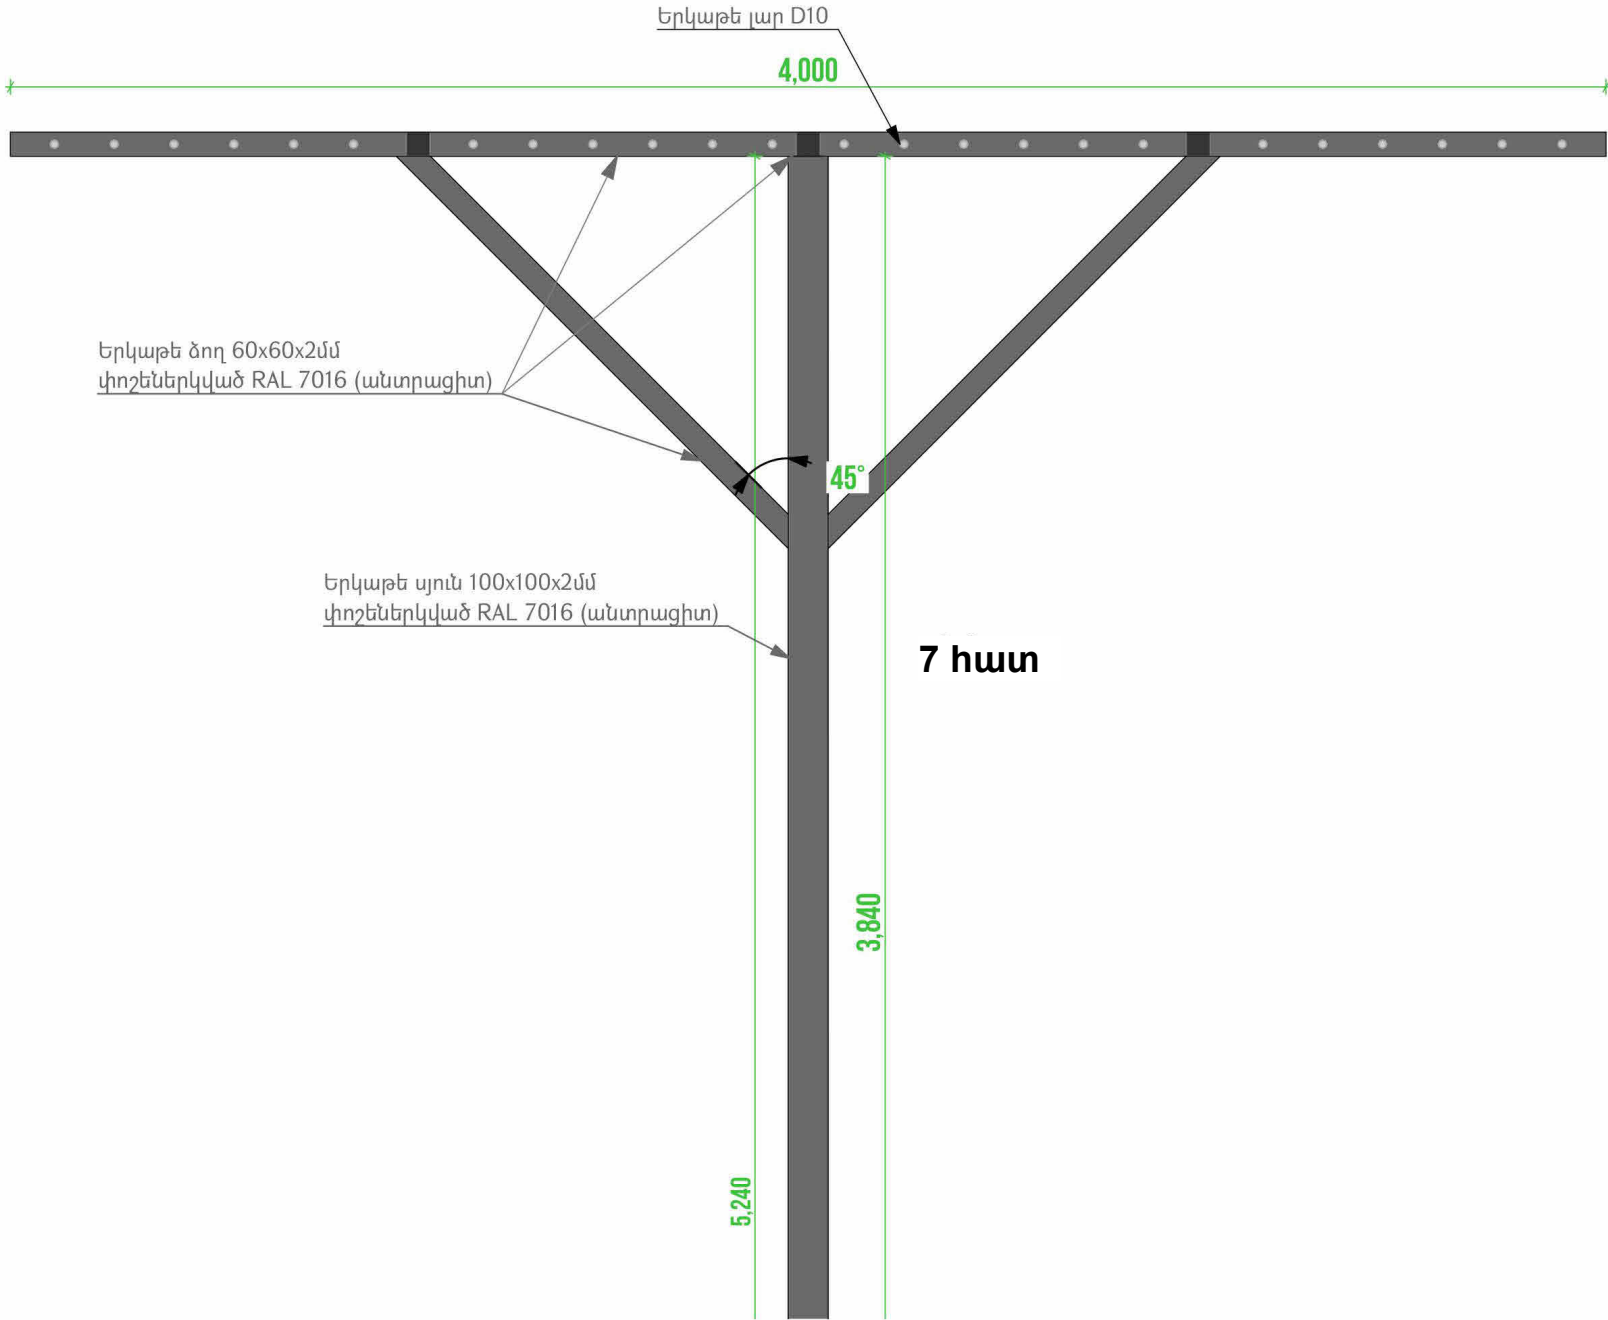 Երկաթե լար D10
4,000
Երկաթե ձող 60x60x2մմ
փոշեներկված RAL 7016 (անտրացիտ)
45°
Երկաթե սյուն 100x100x2մմ
փոշեներկված RAL 7016 (անտրացիտ)
7 հատ
3,840
5,240